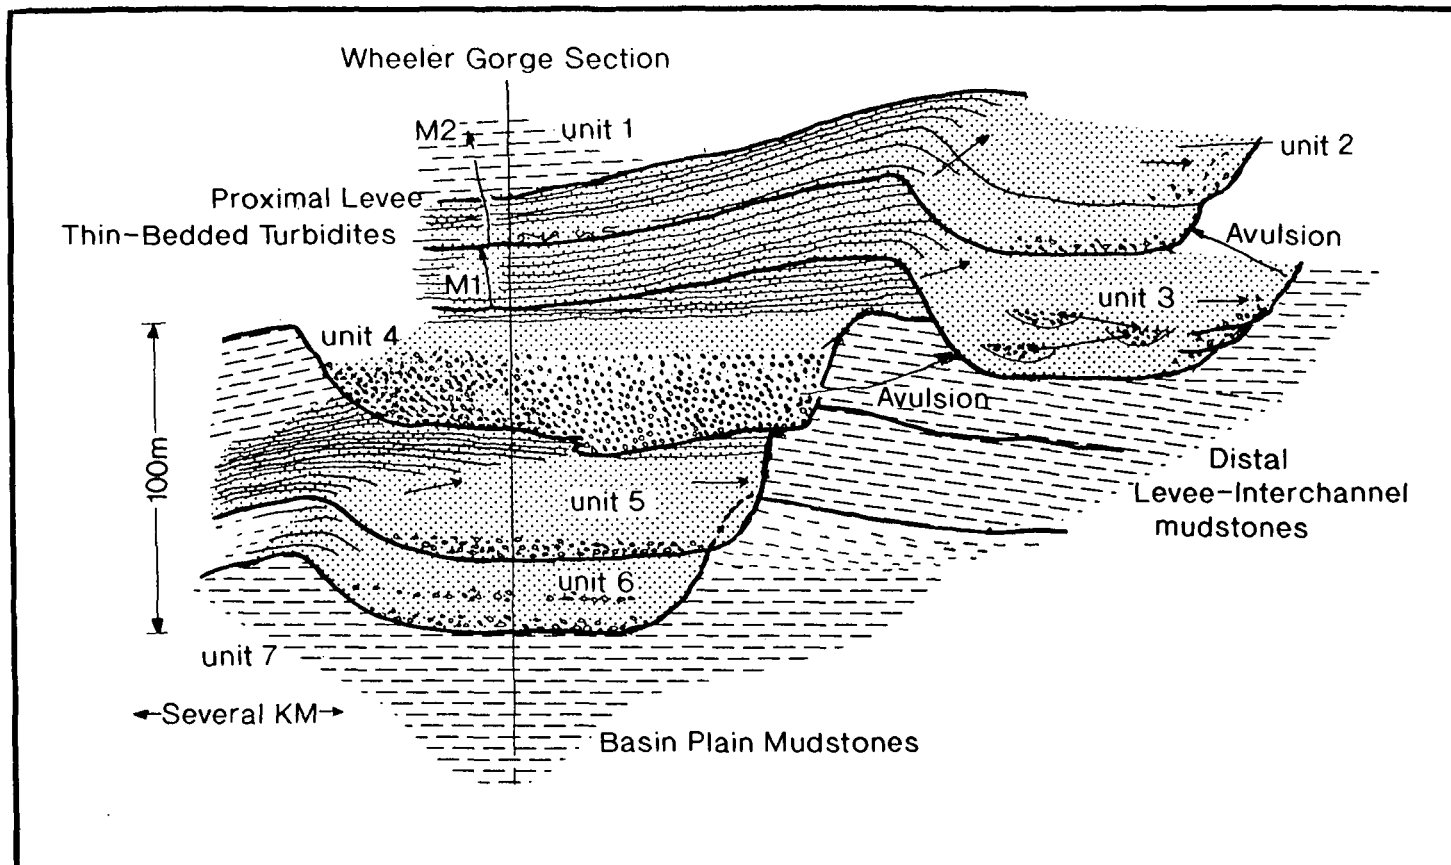 Wheeler Gorge Section
M2
unit 1
unit 2
Proximal Levee
Thin-Bedded Turbidites
Avulsion
M1
unit 3
unit 4
Avulsion
100m
Distal
Levee-Interchannel
mudstones
unit 5
unit 6
unit 7
Several KM
Basin Plain Mudstones